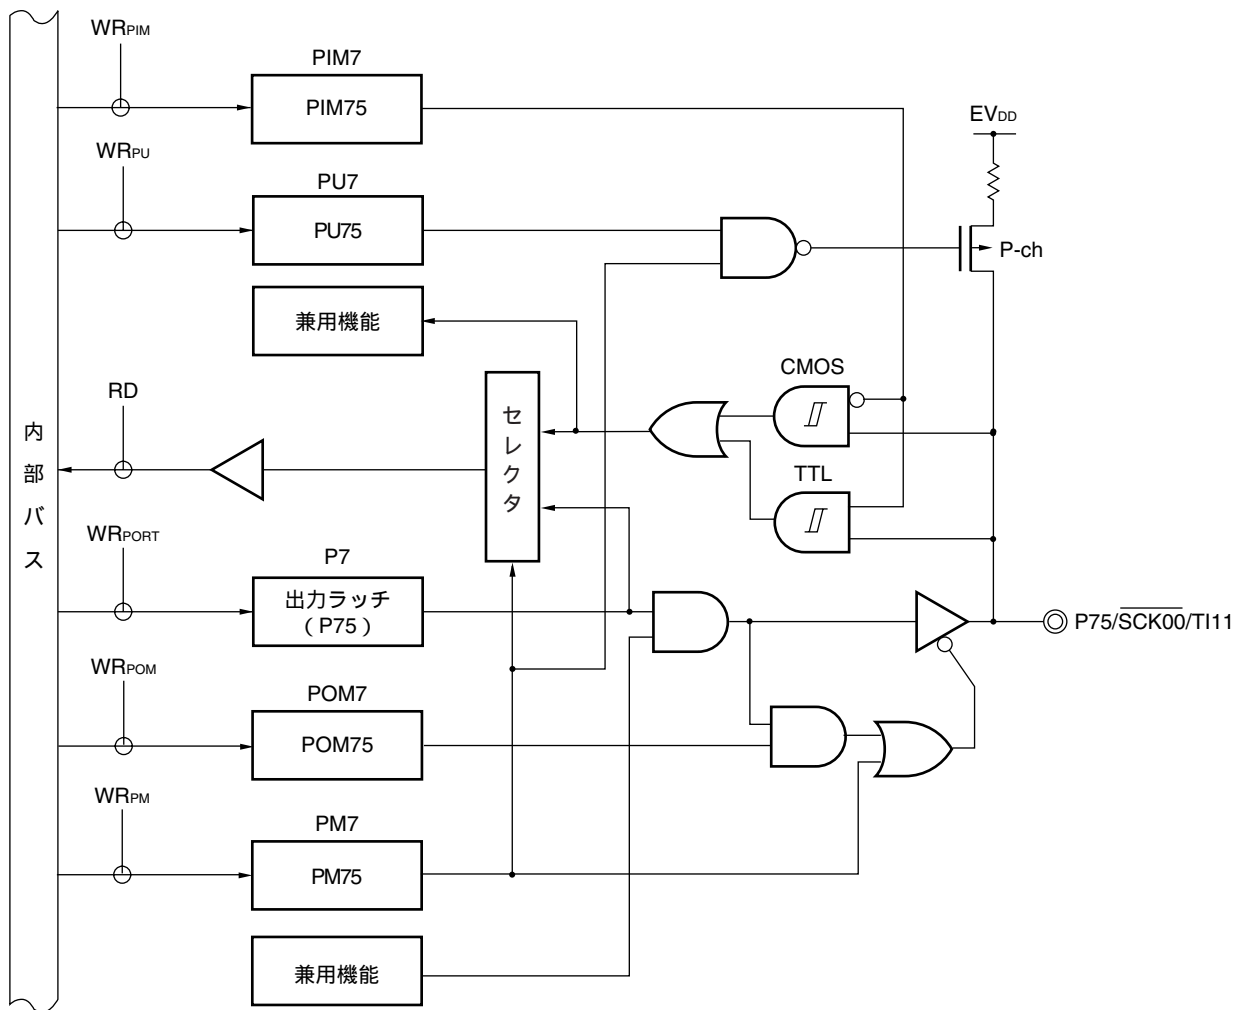 WRPIM
PIM7
PIM75
EVDD
WRPU
PU7
PU75
P-ch
兼用機能
CMOS
RD
セレクタ
内部バス
TTL
WRPORT
P7
出力ラッチ
(P75)
P75/SCK00/TI11
WRPOM
POM7
POM75
WRPM
PM7
PM75
兼用機能